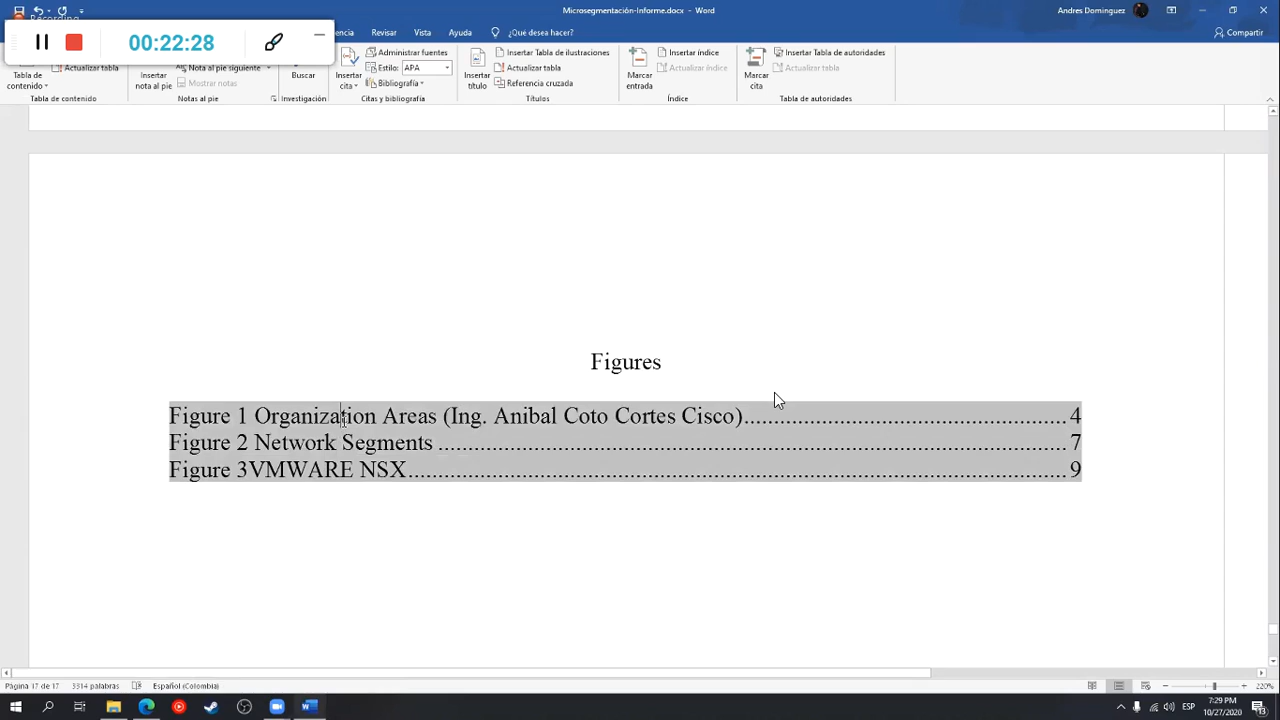 Recording
Microsegmentación-Informe.docx - Word
Andres Dominguez
00:22:28
encia Revisar Vista Ayuda ¿Qué desea hacer? Compartir
Tabla de contenido
Actualizar tabla
Insertar nota al pie
Nota al pie siguiente
Mostrar notas
Buscar
Insertar cita
Administrar fuentes
Estilo: APA
Bibliografía
Insertar título
Insertar Tabla de ilustraciones
Actualizar tabla
Referencia cruzada
Marcar entrada
Insertar índice
Actualizar índice
Marcar cita
Insertar Tabla de autoridades
Actualizar tabla
Tabla de contenido Notas al pie Investigación Citas y bibliografía Títulos Índice Tabla de autoridades
Figures
Figure 1 Organization Areas (Ing. Anibal Coto Cortes Cisco)..................................................... 4
Figure 2 Network Segments ..................................................................................................... 7
Figure 3VMWARE NSX......................................................................................................... 9
Página 17 de 17 3314 palabras Español (Colombia) 220%
ESP
7:29 PM
10/27/2020
13